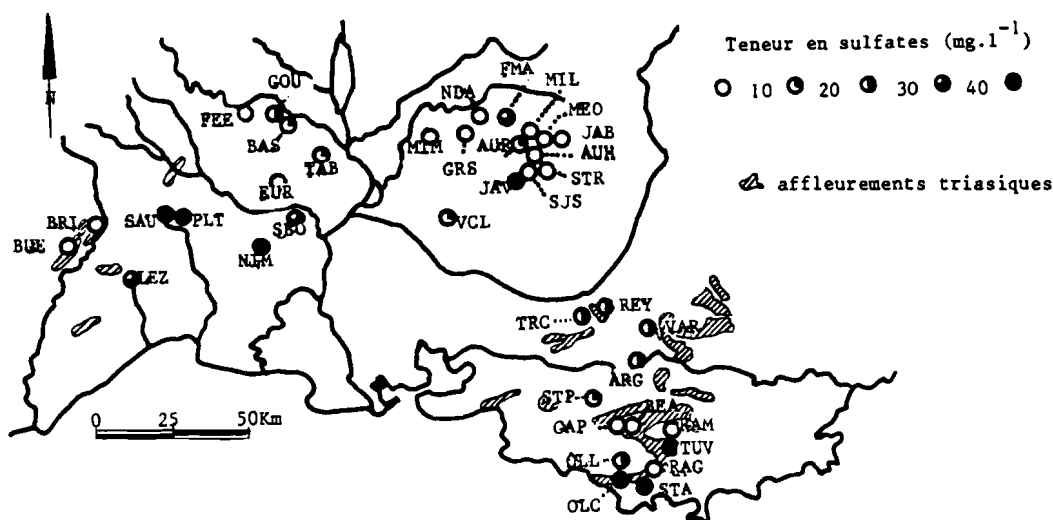 Teneur en sulfates (mg.l⁻¹)
10 20 30 40
affleurements triasiques
N
GOU
FEE
BAS
TAB
EUR
SAU
PLT
SEO
NIM
BRI
BUE
LEZ
NDA
FMA
MIL
MEO
JAB
MIM
GRS
AUR
AUH
STR
JAV
SJS
VCL
REY
TRC
VAR
ARG
STP
BEA
GAP
RAM
TUV
OLL
RAG
STA
OLC
0 25 50Km